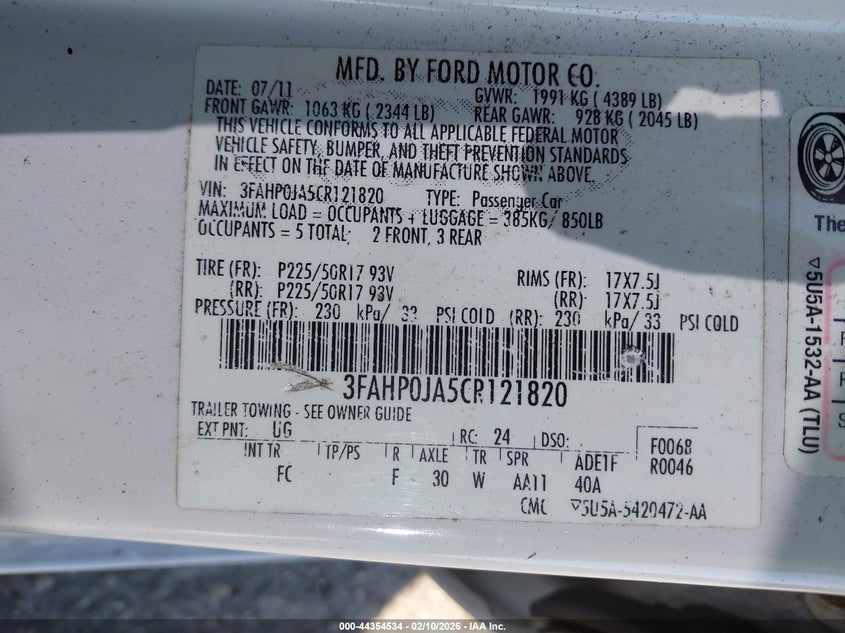 MFD. BY FORD MOTOR CO.
DATE: 07/11 GVWR: 1991 KG ( 4389 LB)
FRONT GAWR: 1063 KG ( 2344 LB) REAR GAWR: 928 KG ( 2045 LB)
THIS VEHICLE CONFORMS TO ALL APPLICABLE FEDERAL MOTOR
VEHICLE SAFETY, BUMPER, AND THEFT PREVENTION STANDARDS
IN EFFECT ON THE DATE OF MANUFACTURE SHOWN ABOVE.
VIN: 3FAHP0JA5CR121820 TYPE: Passenger Car
MAXIMUM LOAD = OCCUPANTS + LUGGAGE = 385KG/ 850LB
OCCUPANTS = 5 TOTAL; 2 FRONT, 3 REAR
TIRE (FR): P225/50R17 93V RIMS (FR): 17X7.5J
(RR): P225/50R17 93V (RR): 17X7.5J
PRESSURE (FR): 230 kPa/ 33 PSI COLD (RR): 230 kPa/ 33 PSI COLD
3FAHP0JA5CR121820
TRAILER TOWING - SEE OWNER GUIDE
EXT PNT: UG RC: 24 DSO: F0068
R0046
INT TR TP/PS R AXLE TR SPR ADE1F
FC F 30 W AA11 40A
CMC ▽5U5A-5420472-AA
The
▽5U5A-1532-AA (TLU)
000-44354534 | 02/10/2026 - IAA Inc.